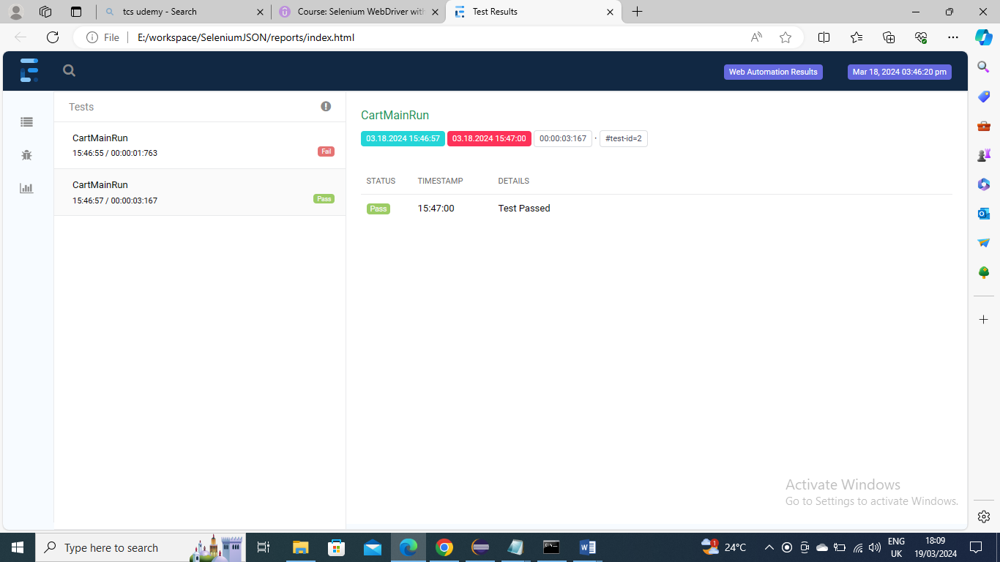 tcs udemy - Search
Course: Selenium WebDriver with
Test Results
File
E:/workspace/SeleniumJSON/reports/index.html
Web Automation Results
Mar 18, 2024 03:46:20 pm
Tests
CartMainRun
15:46:55 / 00:00:01:763
Fail
CartMainRun
15:46:57 / 00:00:03:167
Pass
CartMainRun
03.18.2024 15:46:57 03.18.2024 15:47:00 00:00:03:167 · #test-id=2
STATUS TIMESTAMP DETAILS
Pass 15:47:00 Test Passed
Activate Windows
Go to Settings to activate Windows.
Type here to search
1
24°C
ENG
UK
18:09
19/03/2024